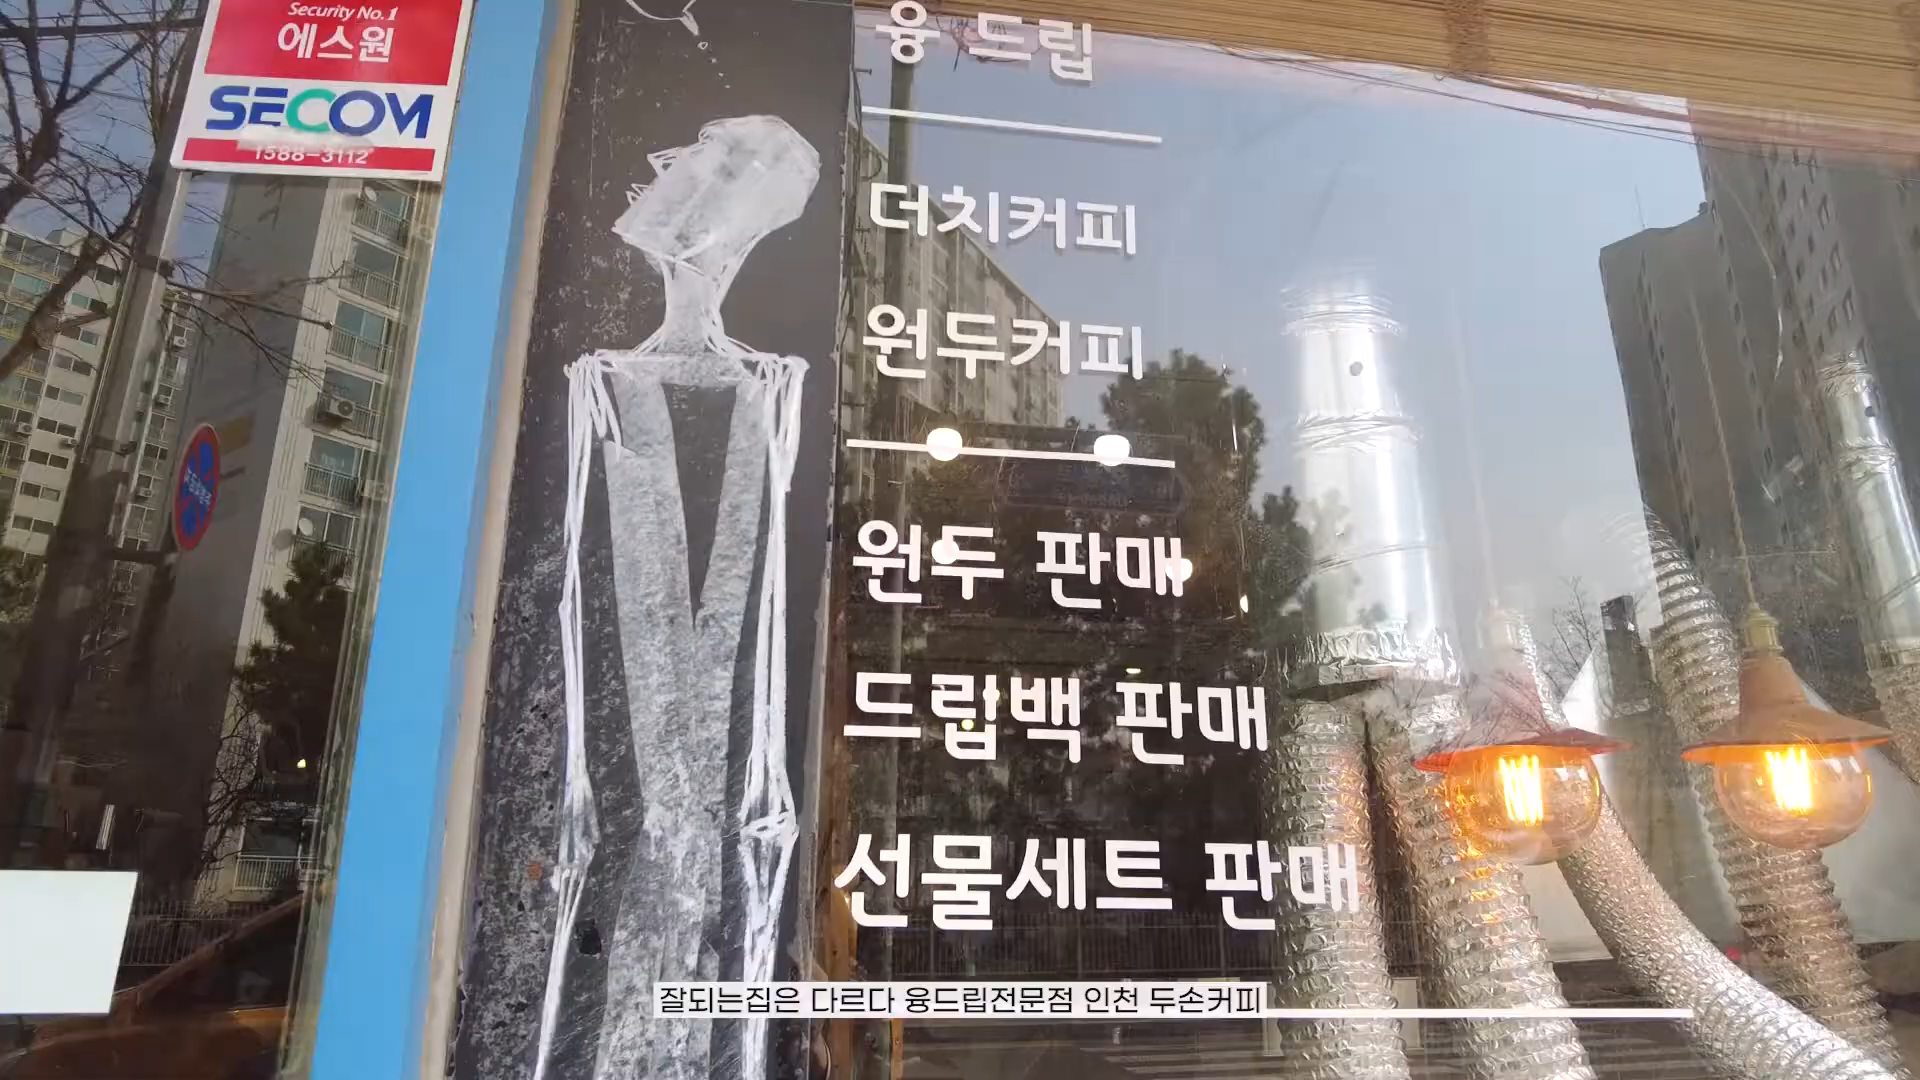 Security No.1
에스원
SECOM
1588-3112
융 드립
더치커피
원두커피
원두 판매
드립백 판매
선물세트 판매
잘되는집은 다르다 융드립전문점 인천 두손커피